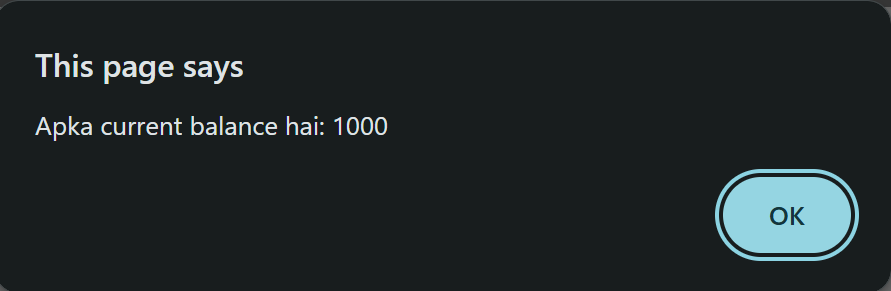 This page says
Apka current balance hai: 1000
OK